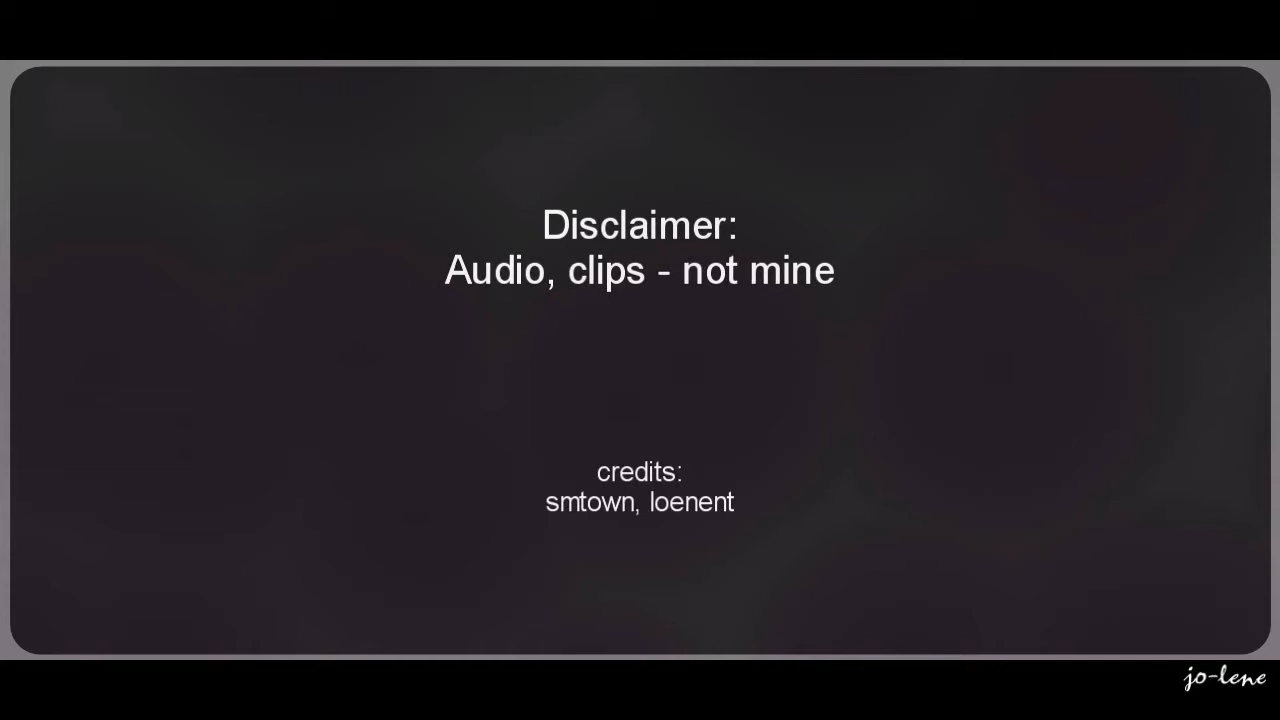 Disclaimer:
Audio, clips - not mine
credits:
smtown, loenent
jo-lene